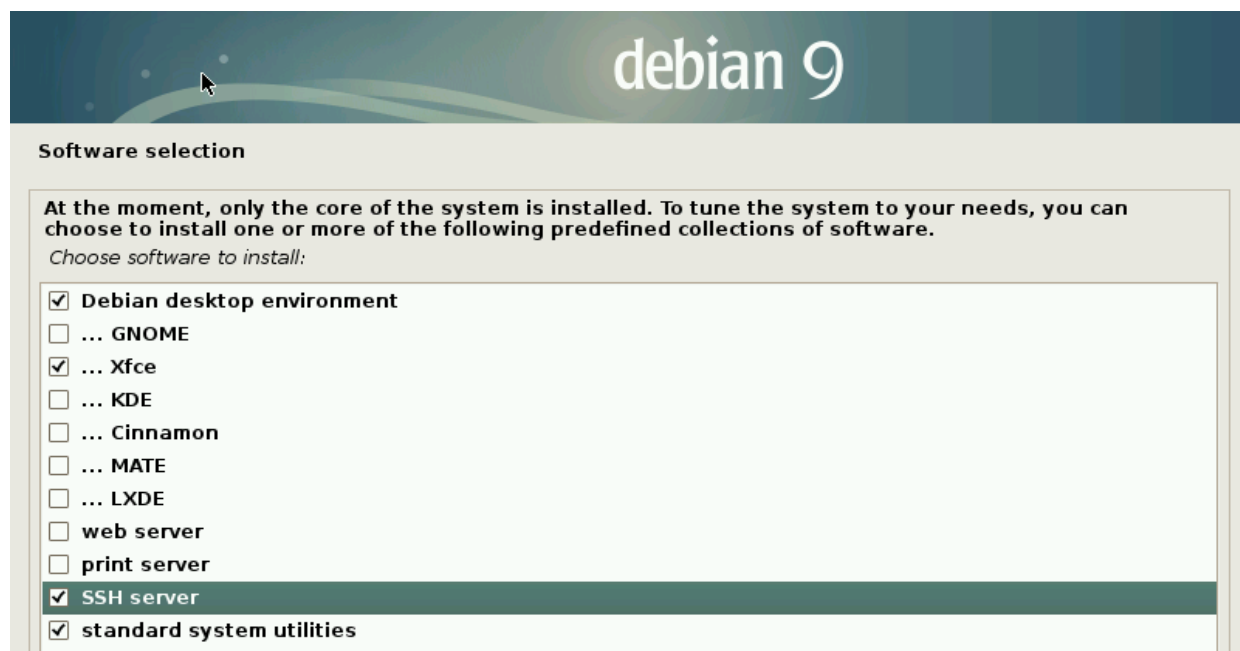 debian 9
Software selection
At the moment, only the core of the system is installed. To tune the system to your needs, you can
choose to install one or more of the following predefined collections of software.
Choose software to install:
Debian desktop environment
... GNOME
... Xfce
... KDE
... Cinnamon
... MATE
... LXDE
web server
print server
SSH server
standard system utilities